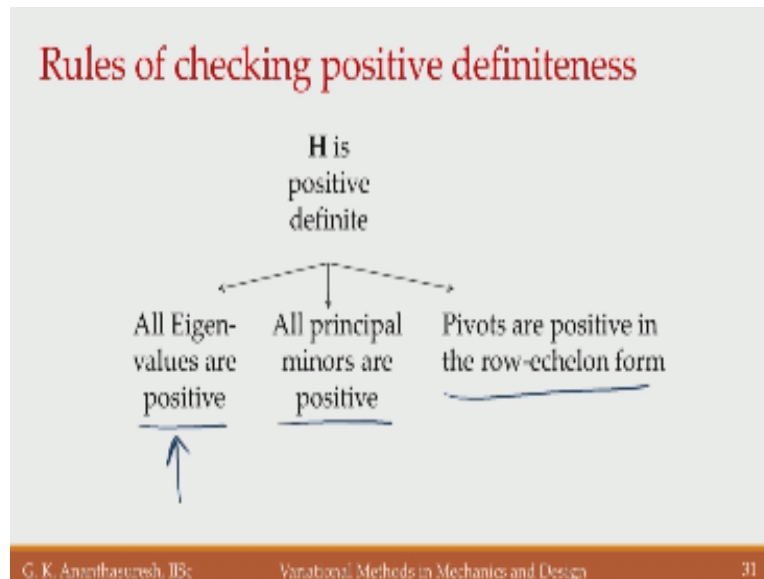 Rules of checking positive definiteness
H is
positive
definite
All Eigen-
values are
positive
All principal
minors are
positive
Pivots are positive in
the row-echelon form
G. K. Ananthasuresh, IISc
Variational Methods in Mechanics and Design
31